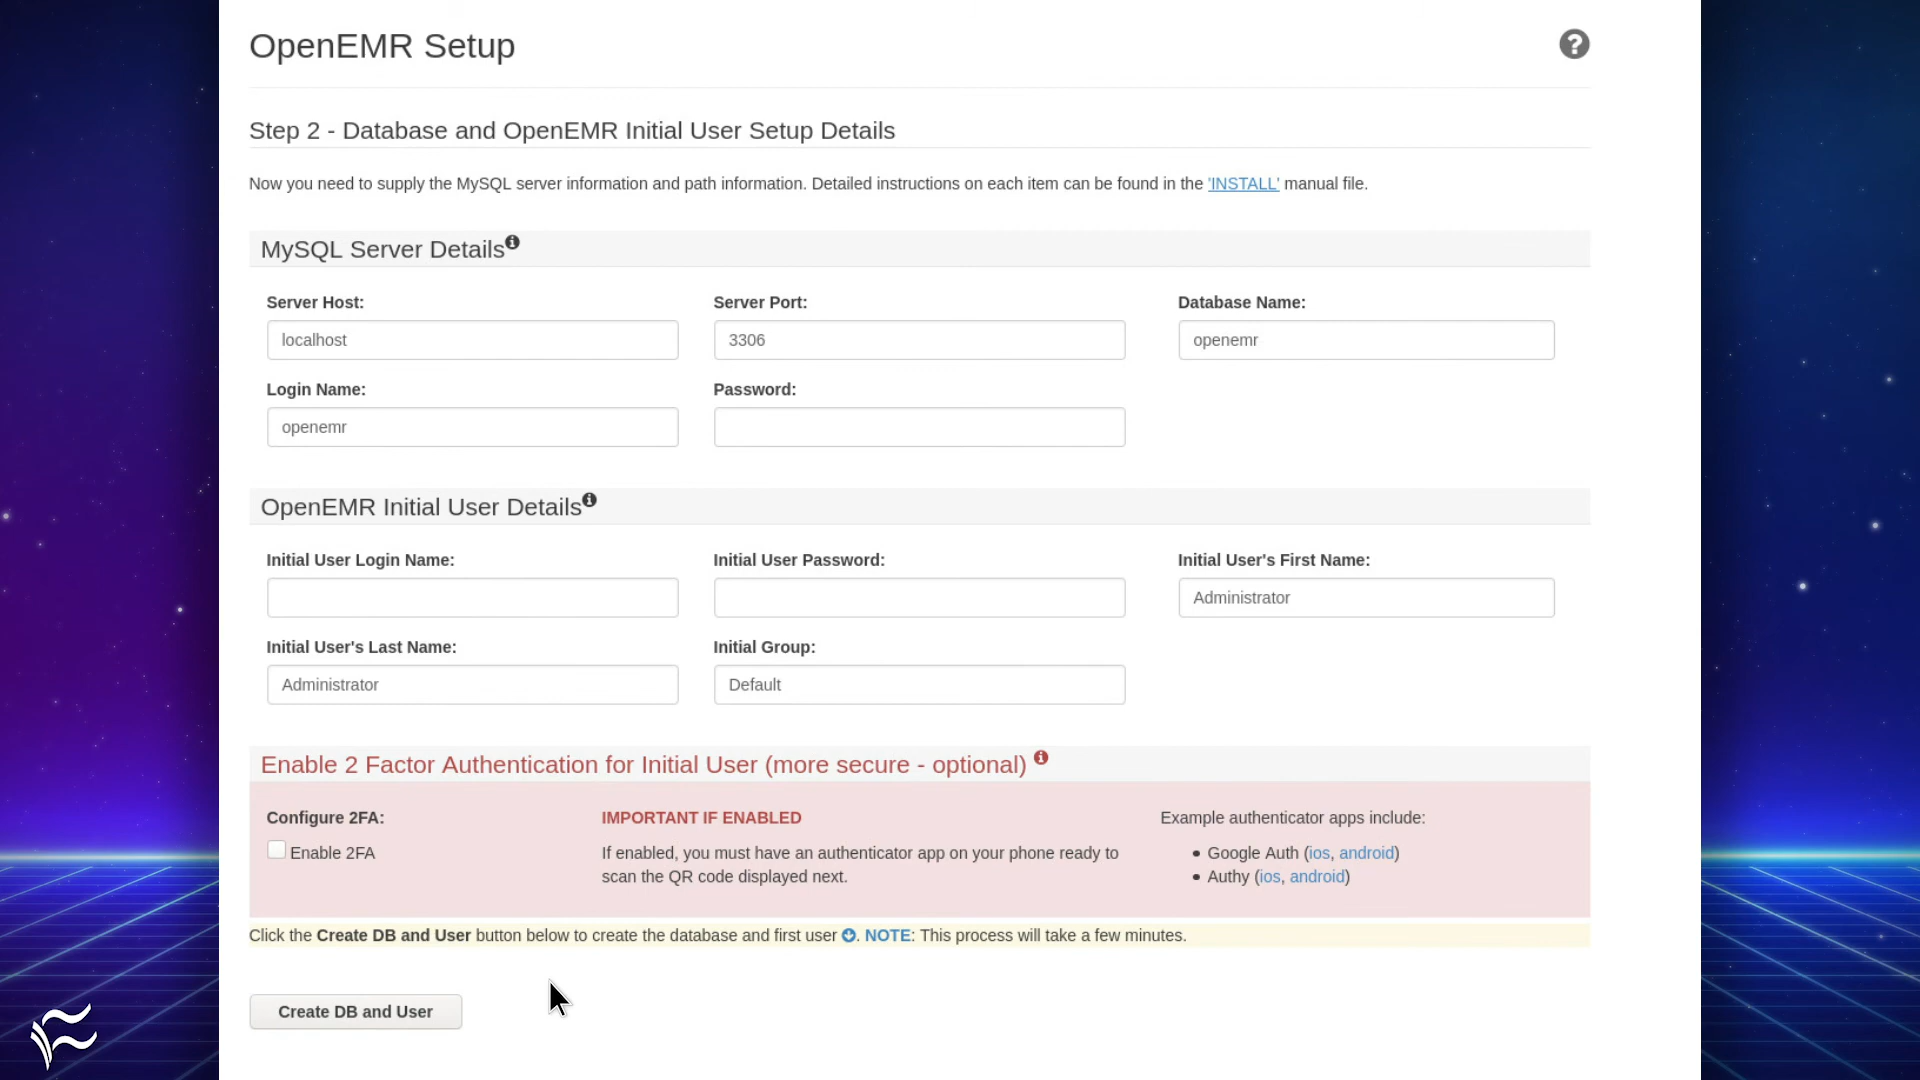 OpenEMR Setup
Step 2 - Database and OpenEMR Initial User Setup Details
Now you need to supply the MySQL server information and path information. Detailed instructions on each item can be found in the 'INSTALL' manual file.
MySQL Server Details
Server Host: Server Port: Database Name:
localhost 3306 openemr
Login Name: Password:
openemr
OpenEMR Initial User Details
Initial User Login Name: Initial User Password: Initial User's First Name:
Administrator
Initial User's Last Name: Initial Group:
Administrator Default
Enable 2 Factor Authentication for Initial User (more secure - optional)
Configure 2FA: IMPORTANT IF ENABLED Example authenticator apps include:
Enable 2FA If enabled, you must have an authenticator app on your phone ready to • Google Auth (ios, android)
scan the QR code displayed next. • Authy (ios, android)
Click the Create DB and User button below to create the database and first user. NOTE: This process will take a few minutes.
Create DB and User